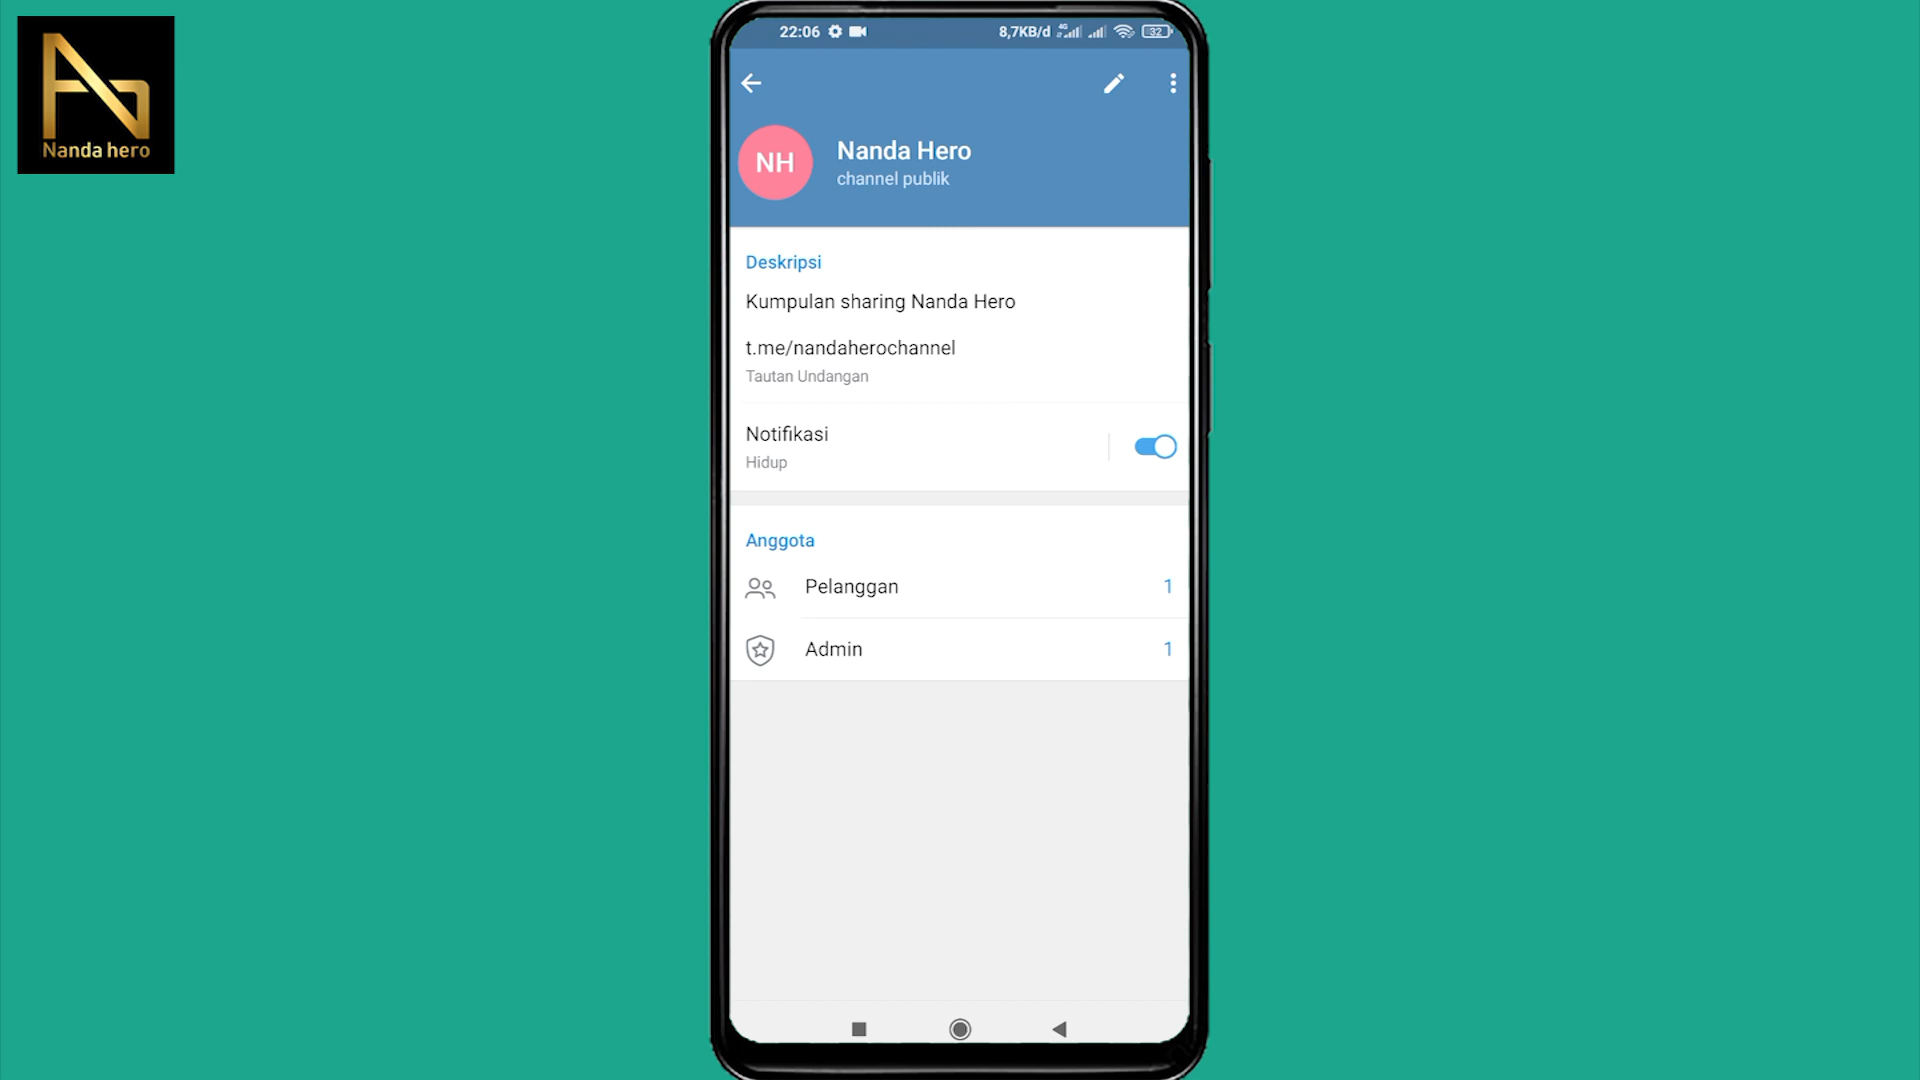 Nanda hero
22:06
8,7KB/d 4G 32
NH
Nanda Hero
channel publik
Deskripsi
Kumpulan sharing Nanda Hero
t.me/nandaherochannel
Tautan Undangan
Notifikasi
Hidup
Anggota
Pelanggan 1
Admin 1